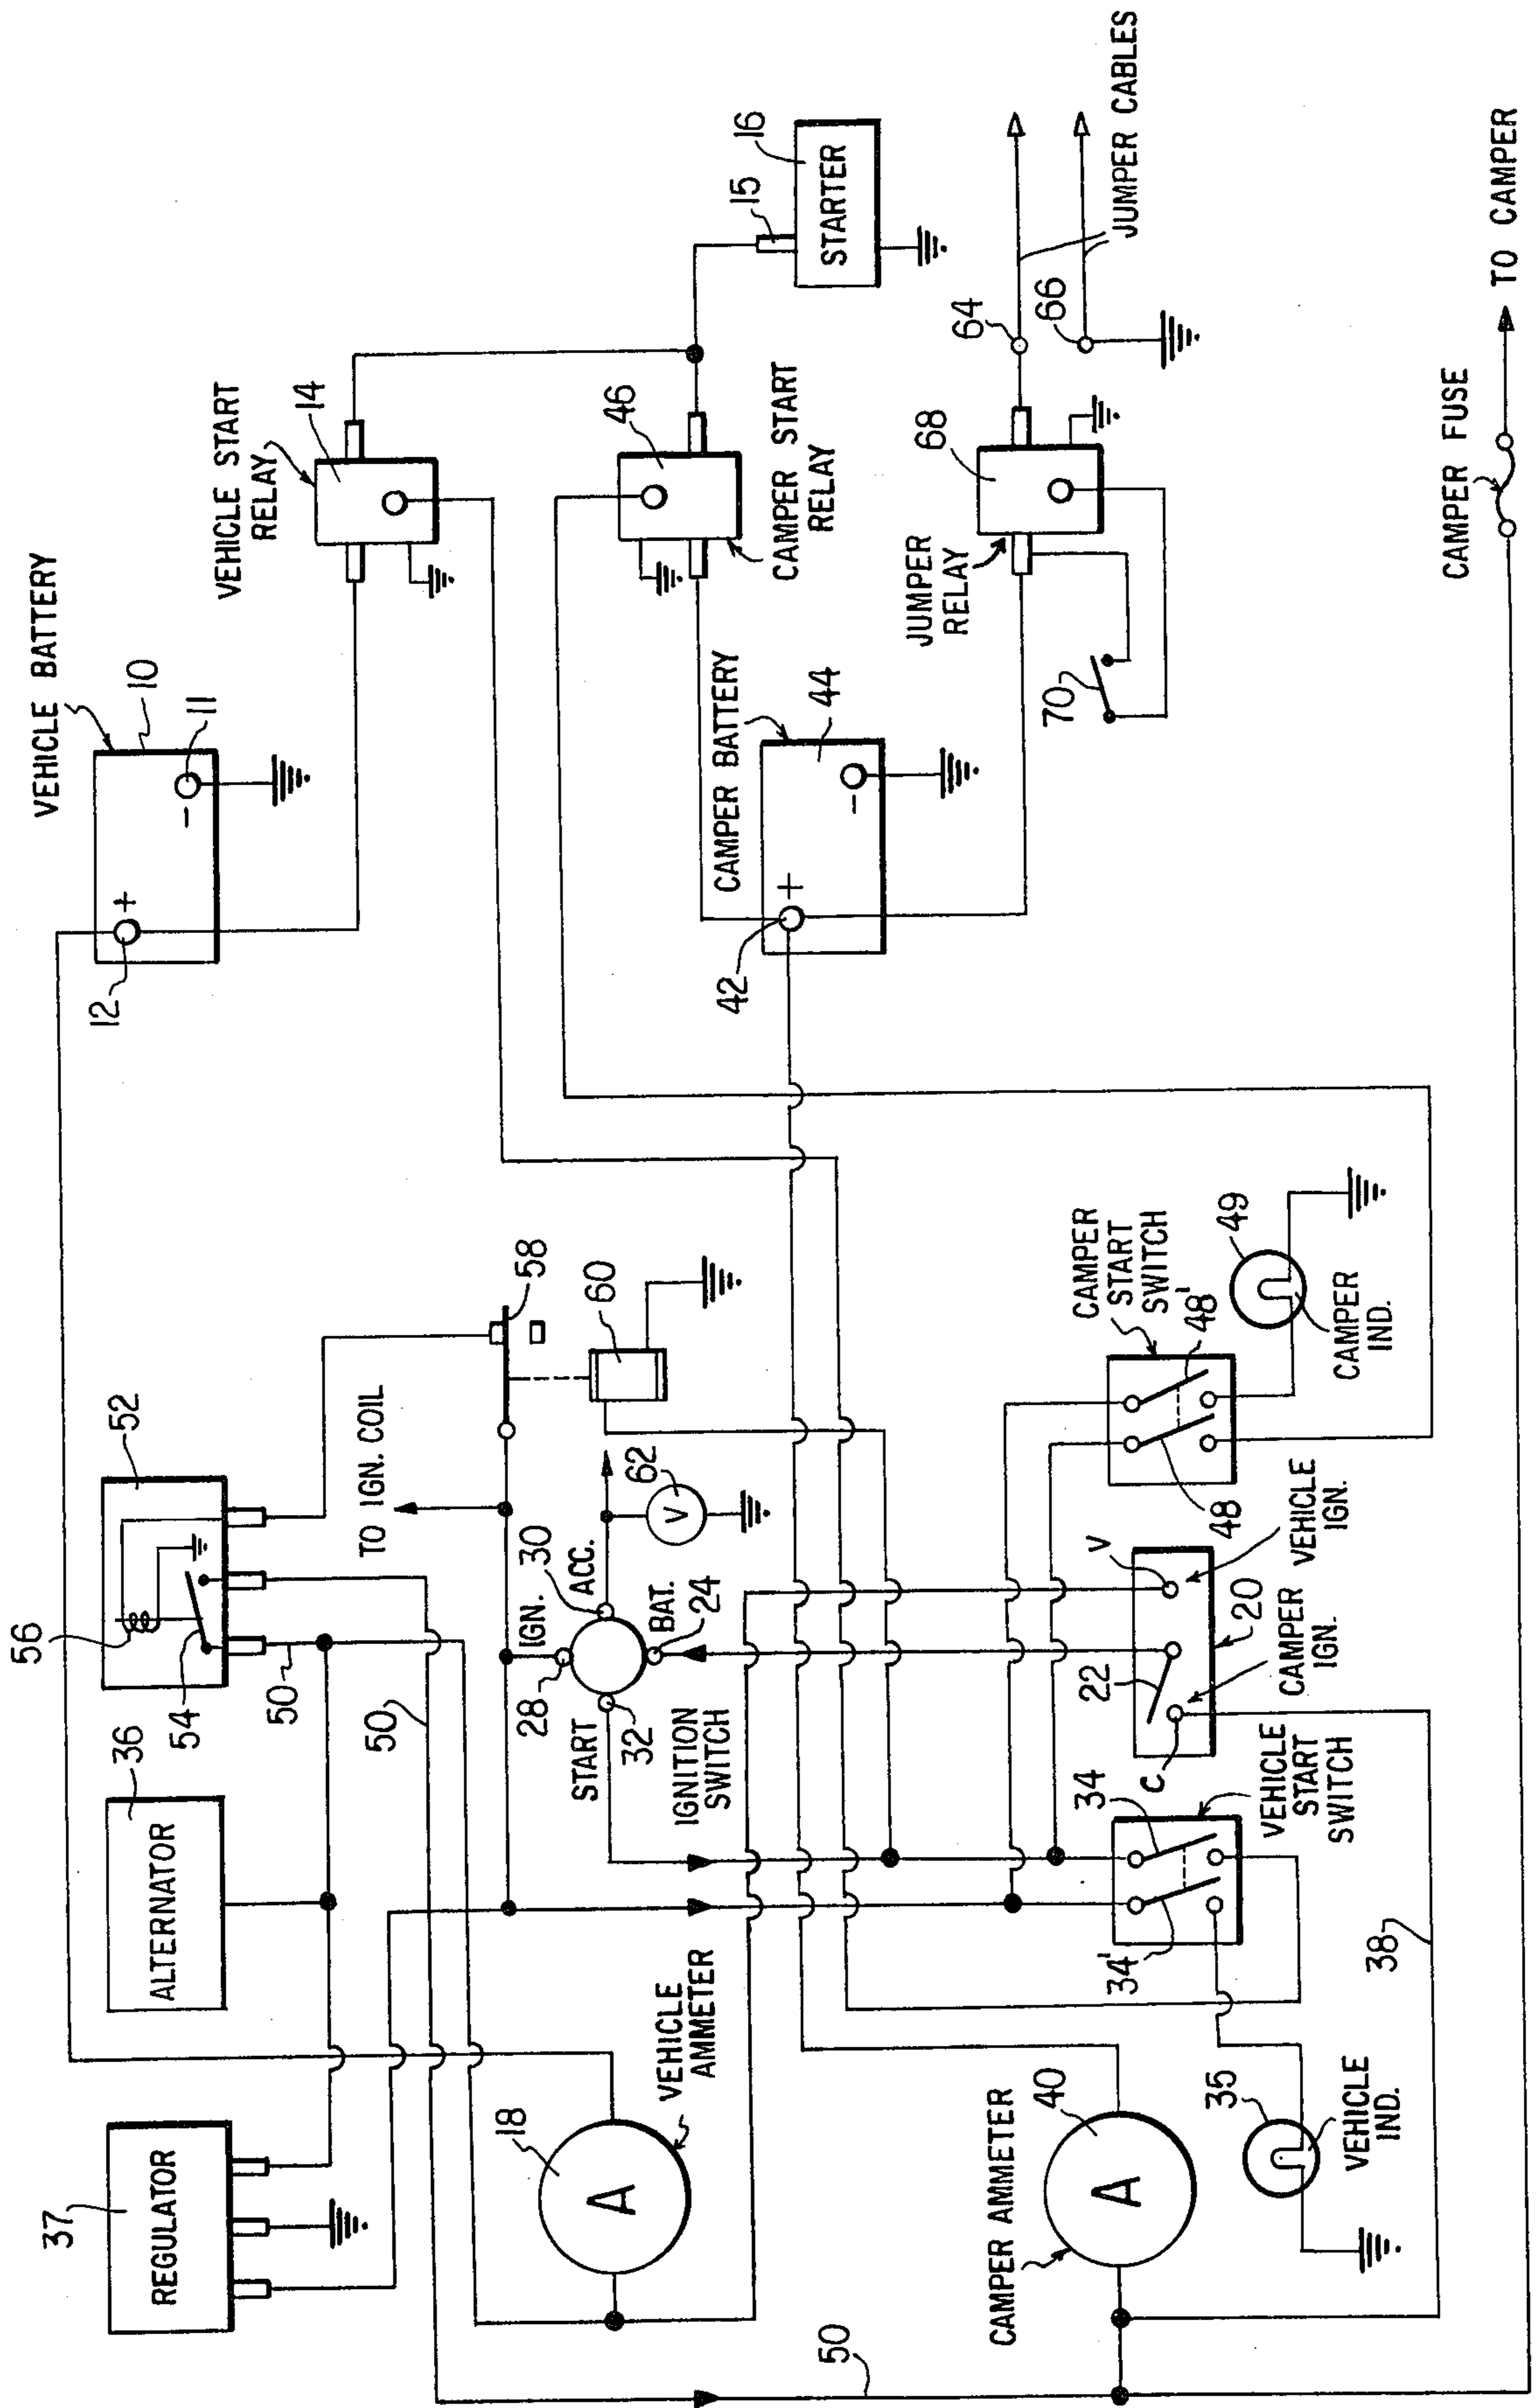 VEHICLE BATTERY
10
11
12
+
-
VEHICLE START
RELAY
14
46
CAMPER START
RELAY
15
16
STARTER
CAMPER BATTERY
44
42
+
-
JUMPER
RELAY
68
70
64
66
JUMPER CABLES
CAMPER FUSE
TO CAMPER
37
REGULATOR
36
ALTERNATOR
56
54
52
50
50
TO IGN. COIL
58
60
62
V
IGN.
28
30
ACC.
START
32
BAT.
24
IGNITION
SWITCH
18
A
VEHICLE
AMMETER
CAMPER AMMETER
40
A
35
VEHICLE
IND.
34
34'
VEHICLE
START
SWITCH
C
22
V
20
CAMPER
IGN.
VEHICLE
IGN.
CAMPER
START
SWITCH
48'
48
49
CAMPER
IND.
38
50